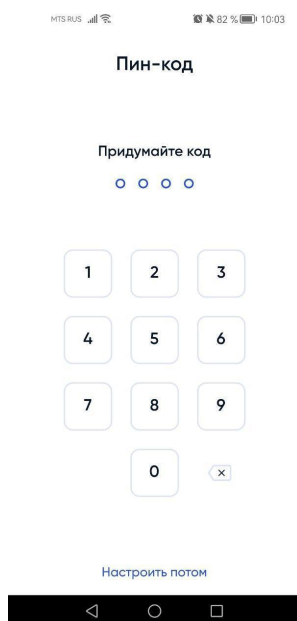 MTS RUS 82 % 10:03
Пин-код
Придумайте код
1 2 3
4 5 6
7 8 9
0
Настроить потом